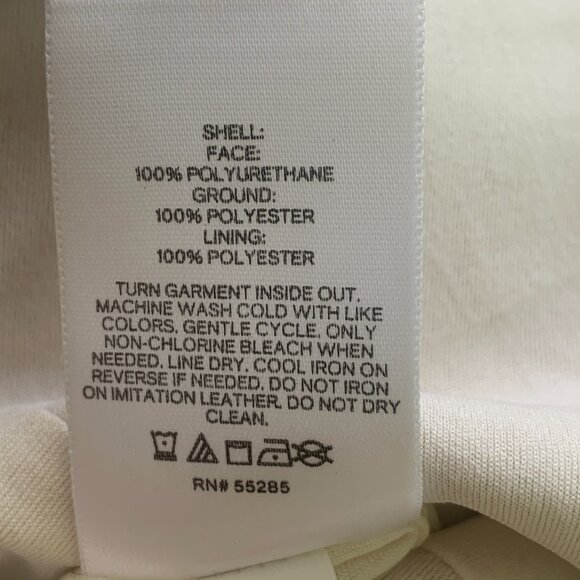 SHELL:
FACE:
100% POLYURETHANE
GROUND:
100% POLYESTER
LINING:
100% POLYESTER
TURN GARMENT INSIDE OUT.
MACHINE WASH COLD WITH LIKE
COLORS. GENTLE CYCLE. ONLY
NON-CHLORINE BLEACH WHEN
NEEDED. LINE DRY. COOL IRON ON
REVERSE IF NEEDED. DO NOT IRON
ON IMITATION LEATHER. DO NOT DRY
CLEAN.
RN# 55285